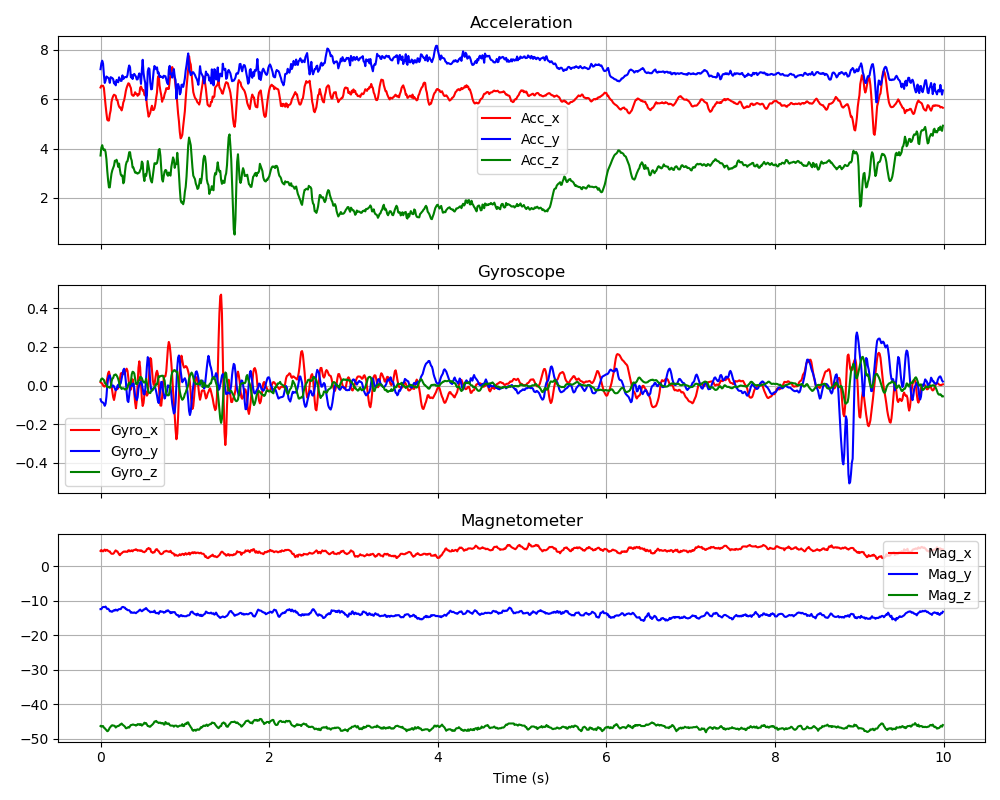 Acceleration
8
6
4
2
Acc_x
Acc_y
Acc_z
Gyroscope
0.4
0.2
0.0
−0.2
−0.4
Gyro_x
Gyro_y
Gyro_z
Magnetometer
0
−10
−20
−30
−40
−50
Mag_x
Mag_y
Mag_z
0 2 4 6 8 10
Time (s)